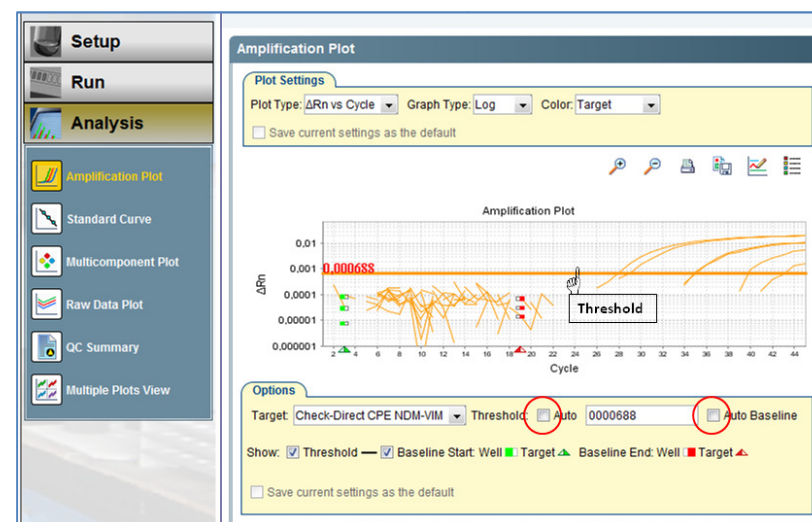 Setup
Run
Analysis
Amplification Plot
Standard Curve
Multicomponent Plot
Raw Data Plot
QC Summary
Multiple Plots View
Amplification Plot
Plot Settings
Plot Type: ΔRn vs Cycle Graph Type: Log Color: Target
Save current settings as the default
Amplification Plot
0,01
0,001
0,0001
0,00001
0,000001
ΔRn
0,000688
Threshold
2 4 6 8 10 12 14 16 18 20 22 24 26 28 30 32 34 36 38 40 42 44
Cycle
Options
Target: Check-Direct CPE NDM-VIM Threshold: Auto 0000688 Auto Baseline
Show: Threshold Baseline Start: Well Target Baseline End: Well Target
Save current settings as the default